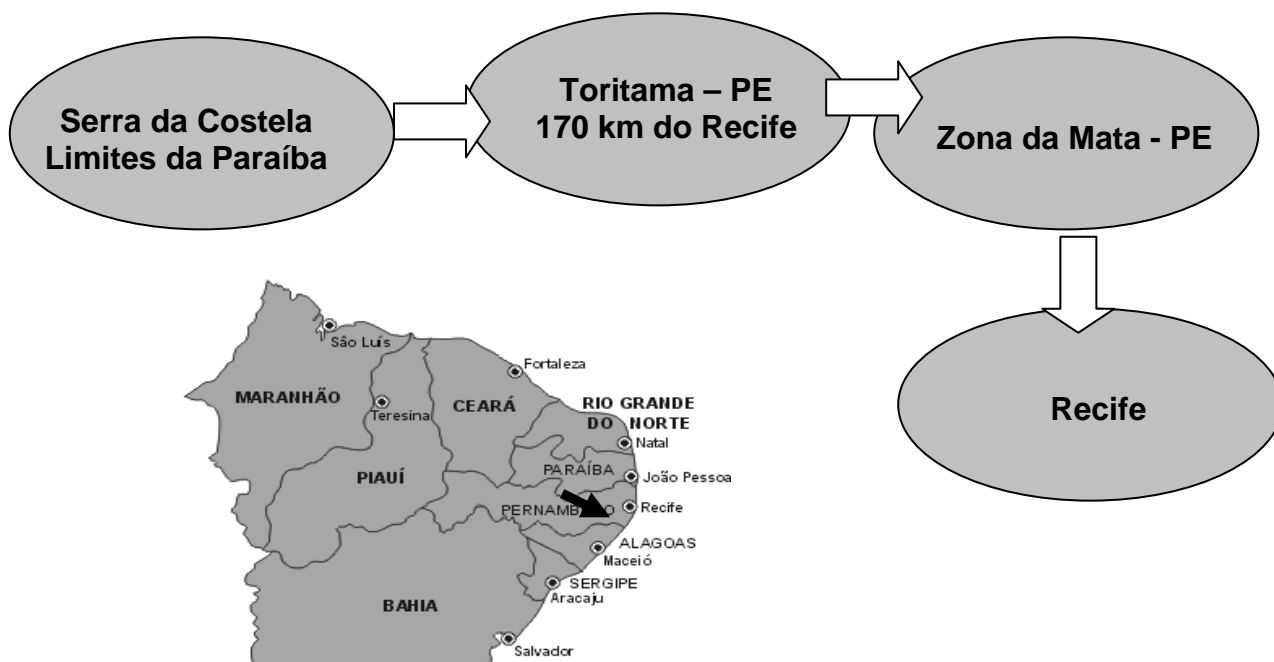 Serra da Costela
Limites da Paraíba
Toritama – PE
170 km do Recife
Zona da Mata - PE
Recife
São Luís
Fortaleza
MARANHÃO
Teresina
CEARÁ
RIO GRANDE
DO NORTE
Natal
PIAUÍ
PARAÍBA
João Pessoa
PERNAMBUCO
Recife
ALAGOAS
Maceió
SERGIPE
Aracaju
BAHIA
Salvador